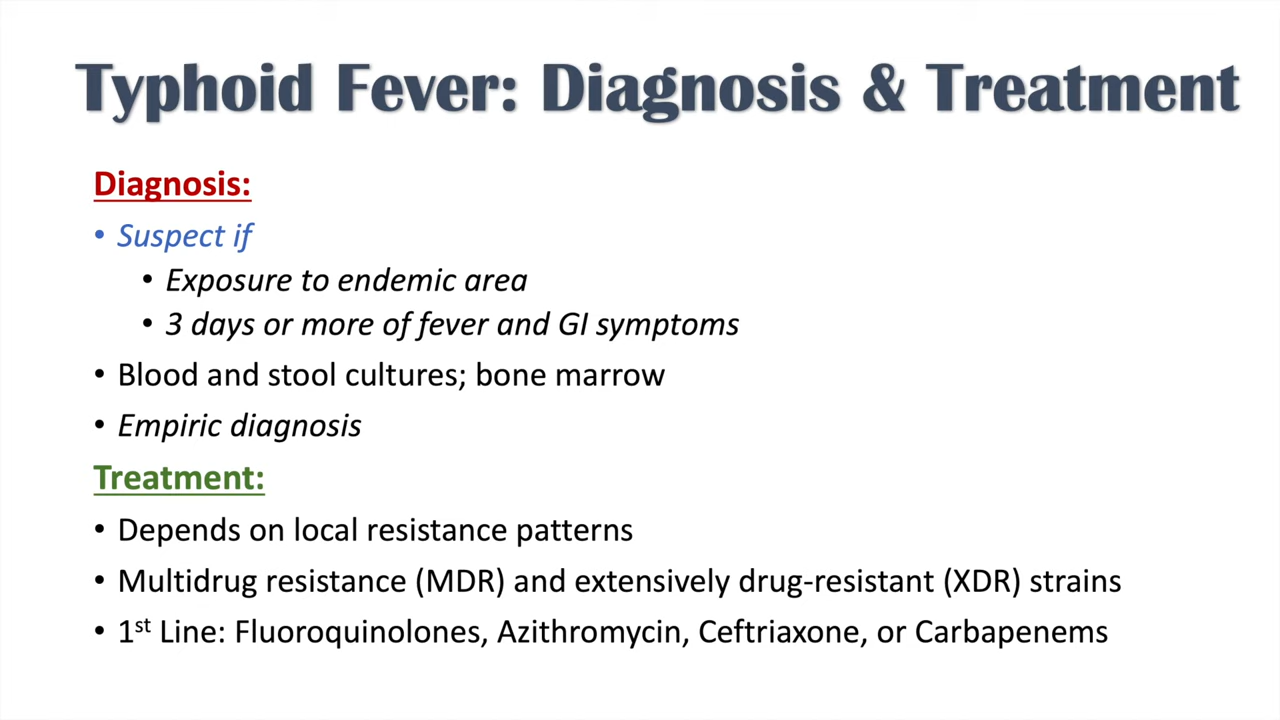 Typhoid Fever: Diagnosis & Treatment
Diagnosis:
• Suspect if
• Exposure to endemic area
• 3 days or more of fever and GI symptoms
• Blood and stool cultures; bone marrow
• Empiric diagnosis
Treatment:
• Depends on local resistance patterns
• Multidrug resistance (MDR) and extensively drug-resistant (XDR) strains
• 1st Line: Fluoroquinolones, Azithromycin, Ceftriaxone, or Carbapenems